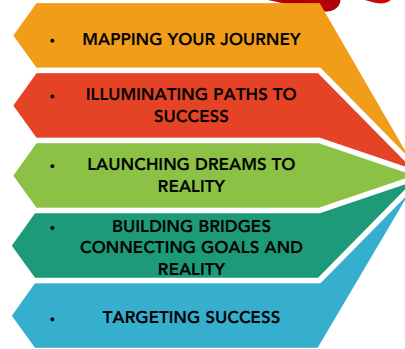 • MAPPING YOUR JOURNEY
• ILLUMINATING PATHS TO
SUCCESS
• LAUNCHING DREAMS TO
REALITY
• BUILDING BRIDGES
CONNECTING GOALS AND
REALITY
• TARGETING SUCCESS